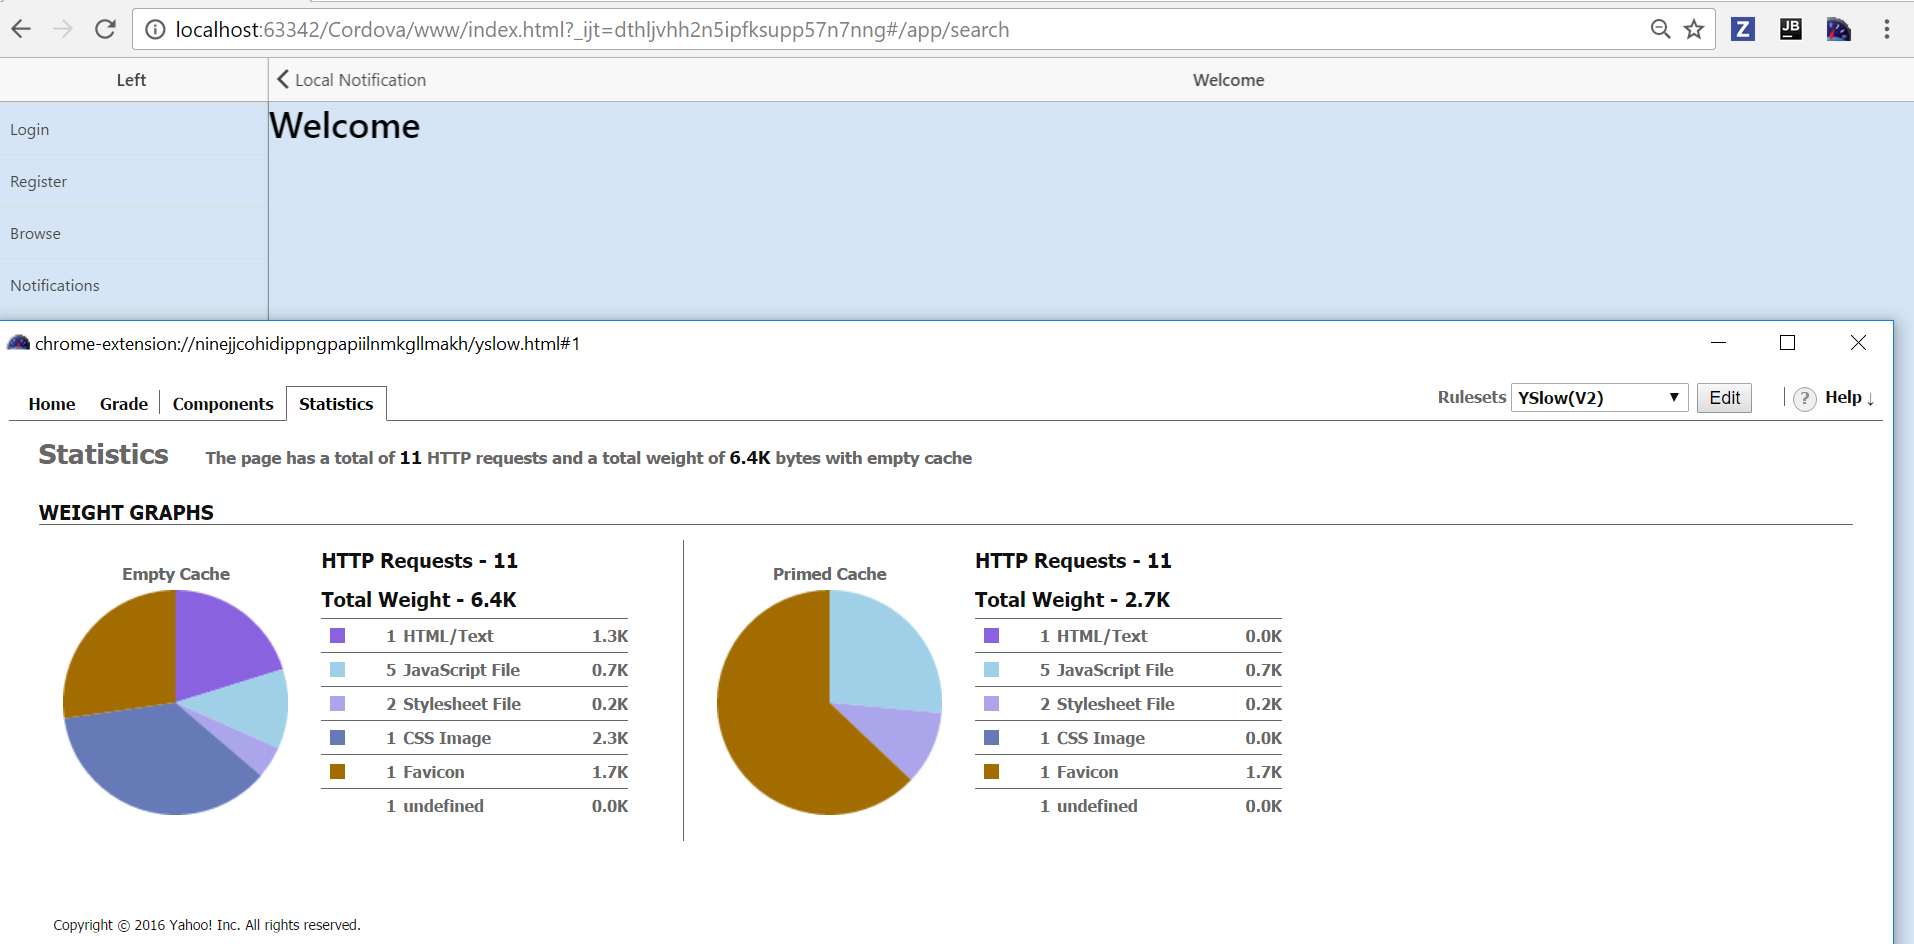 localhost:63342/Cordova/www/index.html?_ijt=dthljvhh2n5ipfksupp57n7nng#/app/search
Z
JB
Left
Local Notification
Welcome
Login
Register
Browse
Notifications
Welcome
chrome-extension://ninejjcohidippngpapiilnmkgllmakh/yslow.html#1
Home Grade Components Statistics
Rulesets YSlow(V2) Edit ? Help ↓
Statistics The page has a total of 11 HTTP requests and a total weight of 6.4K bytes with empty cache
WEIGHT GRAPHS
Empty Cache
HTTP Requests - 11
Total Weight - 6.4K
1 HTML/Text 1.3K
5 JavaScript File 0.7K
2 Stylesheet File 0.2K
1 CSS Image 2.3K
1 Favicon 1.7K
1 undefined 0.0K
Primed Cache
HTTP Requests - 11
Total Weight - 2.7K
1 HTML/Text 0.0K
5 JavaScript File 0.7K
2 Stylesheet File 0.2K
1 CSS Image 0.0K
1 Favicon 1.7K
1 undefined 0.0K
Copyright © 2016 Yahoo! Inc. All rights reserved.